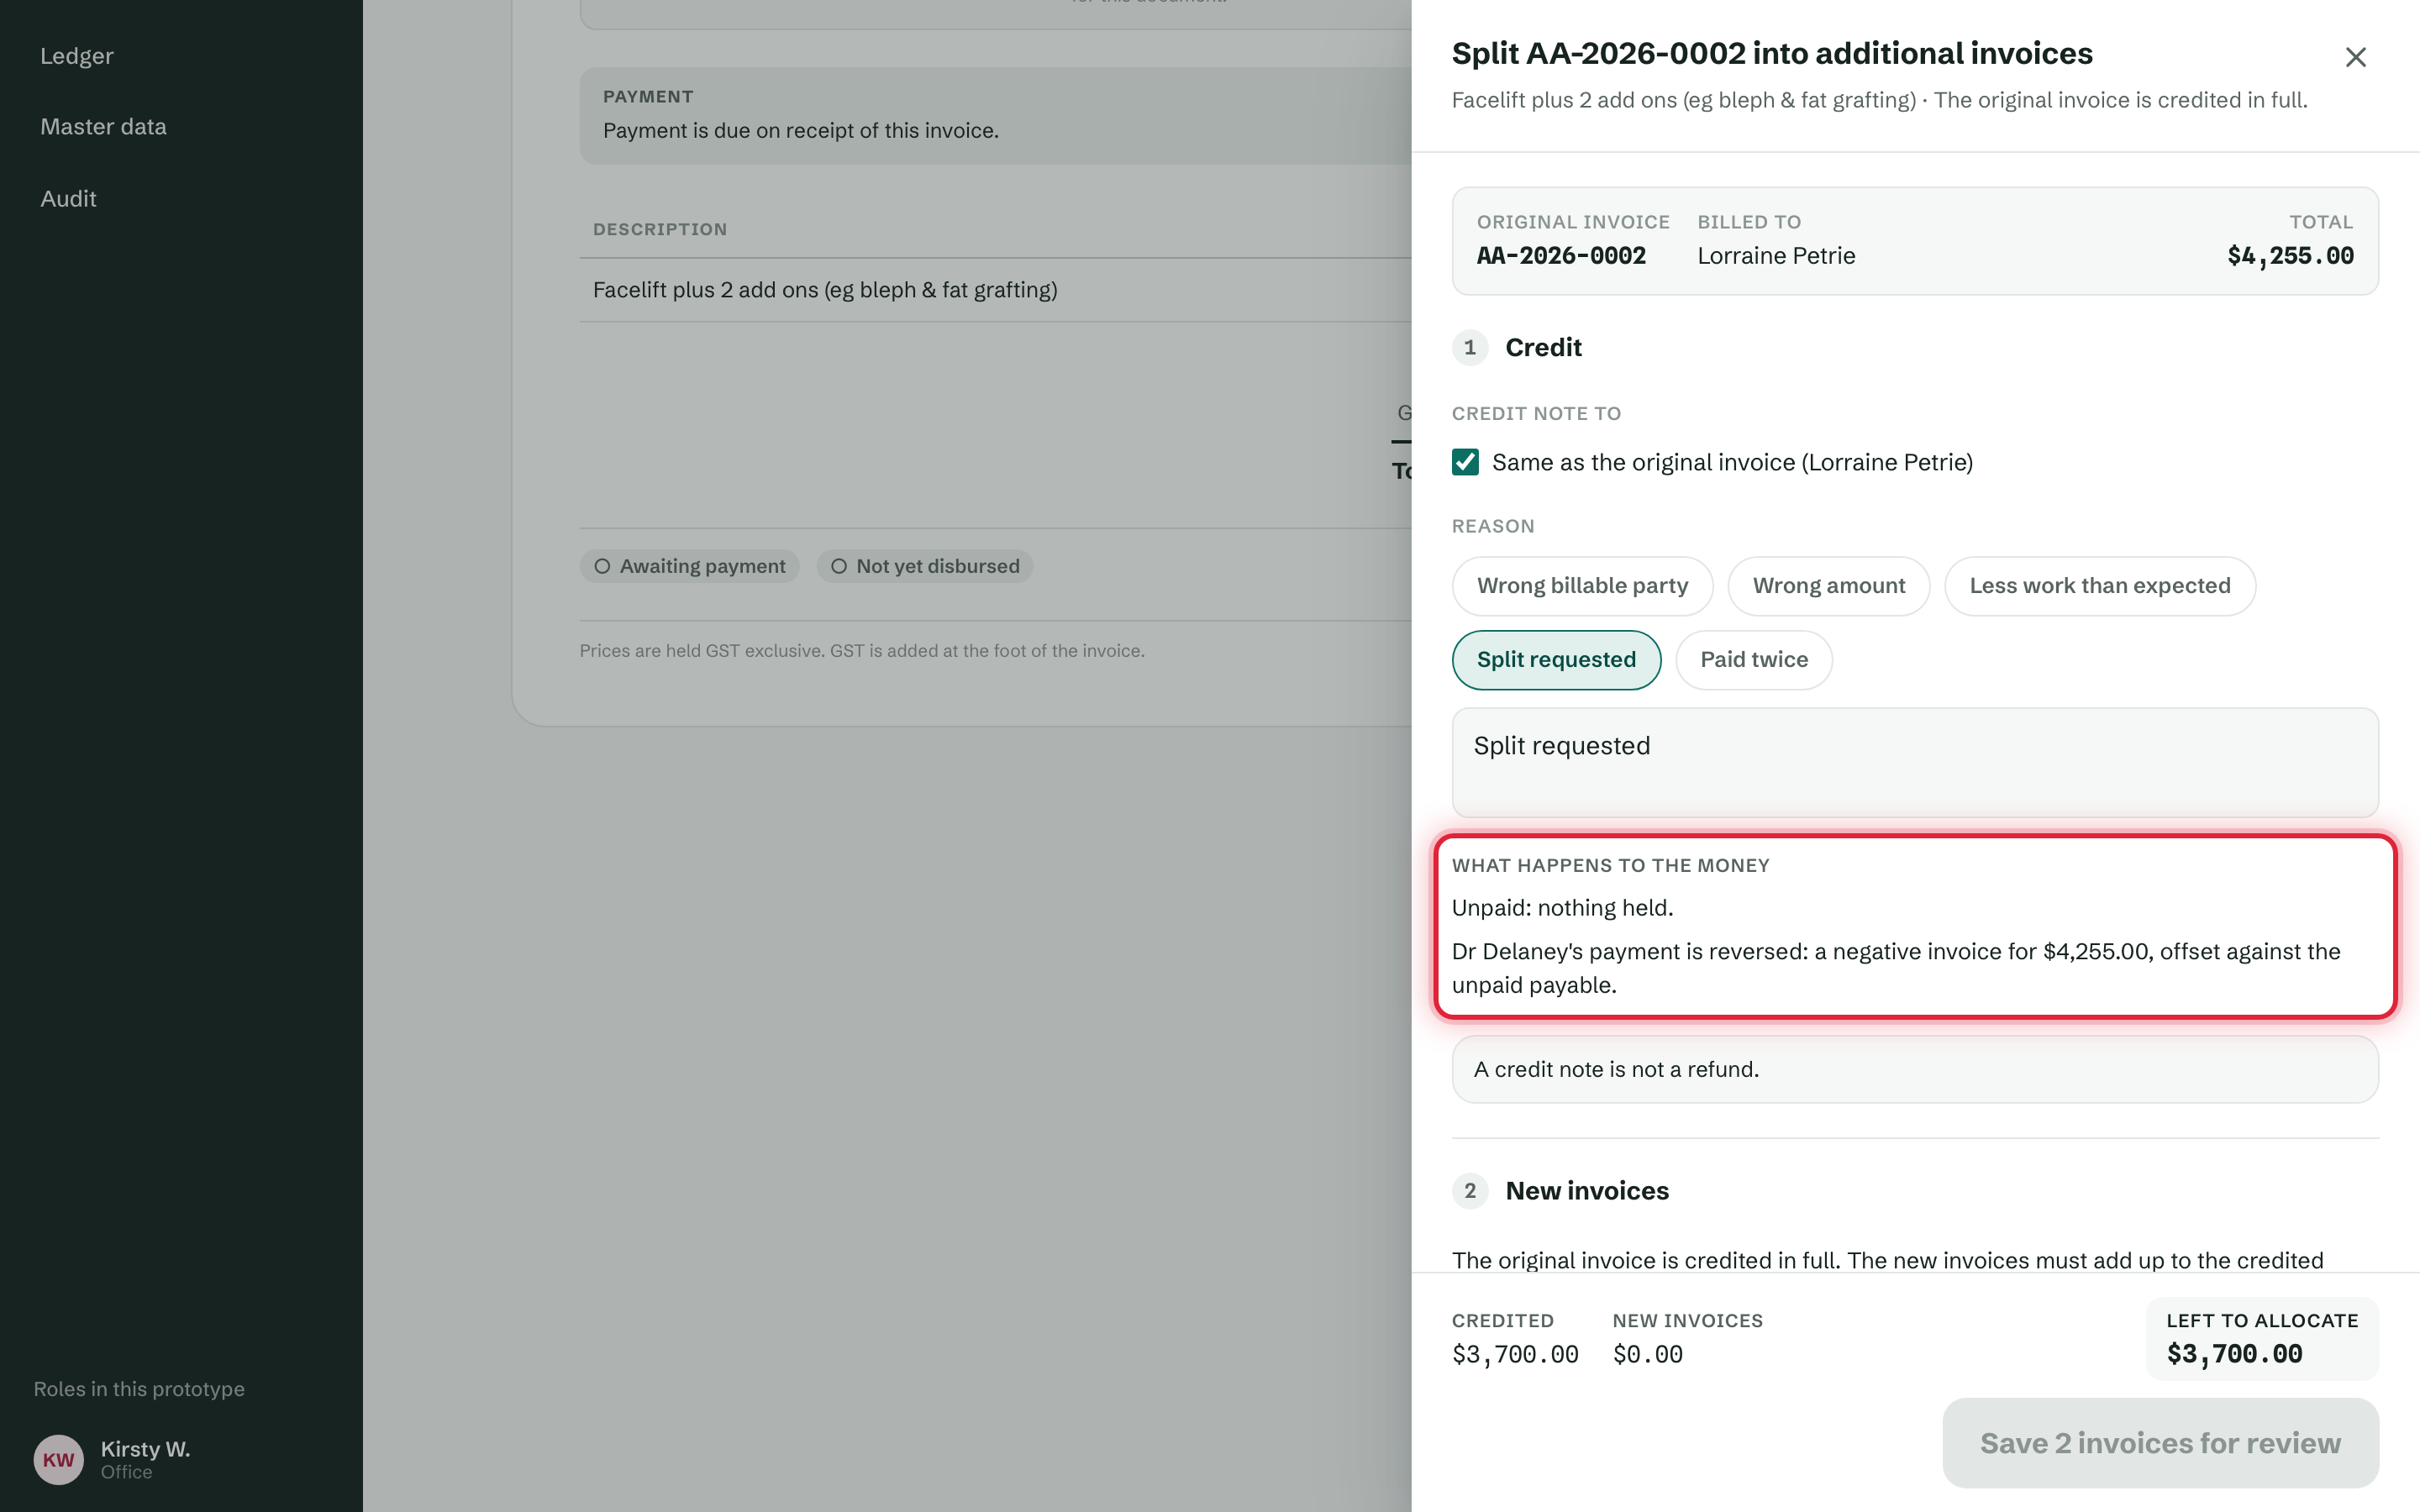 Ledger
Master data
Audit
Roles in this prototype
KW
Kirsty W.
Office
PAYMENT
Payment is due on receipt of this invoice.
DESCRIPTION
Facelift plus 2 add ons (eg bleph & fat grafting)
Awaiting payment
Not yet disbursed
Prices are held GST exclusive. GST is added at the foot of the invoice.
Split AA-2026-0002 into additional invoices
Facelift plus 2 add ons (eg bleph & fat grafting) · The original invoice is credited in full.
ORIGINAL INVOICE BILLED TO TOTAL
AA-2026-0002 Lorraine Petrie $4,255.00
1 Credit
CREDIT NOTE TO
Same as the original invoice (Lorraine Petrie)
REASON
Wrong billable party Wrong amount Less work than expected
Split requested Paid twice
Split requested
WHAT HAPPENS TO THE MONEY
Unpaid: nothing held.
Dr Delaney's payment is reversed: a negative invoice for $4,255.00, offset against the
unpaid payable.
A credit note is not a refund.
2 New invoices
The original invoice is credited in full. The new invoices must add up to the credited
CREDITED NEW INVOICES LEFT TO ALLOCATE
$3,700.00 $0.00 $3,700.00
Save 2 invoices for review